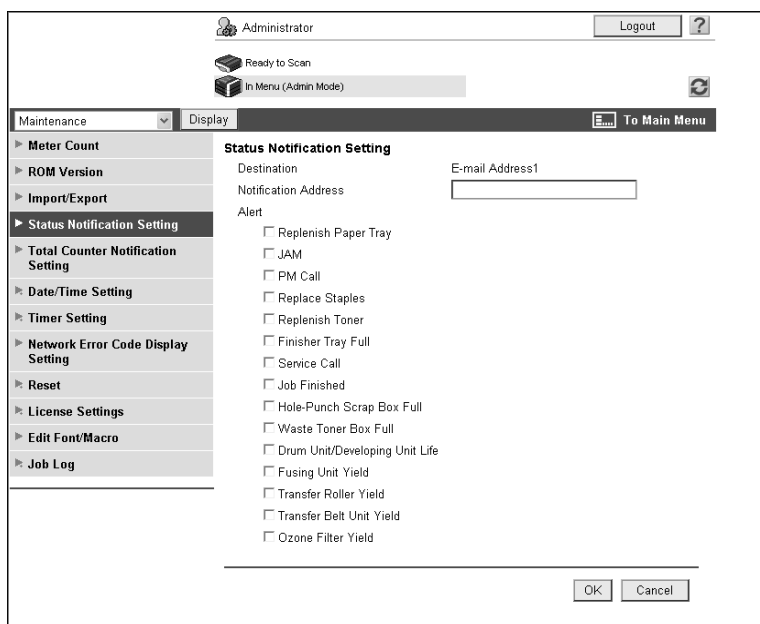 Administrator
Logout
?
Ready to Scan
In Menu (Admin Mode)
Maintenance
Display
To Main Menu
Meter Count
ROM Version
Import/Export
Status Notification Setting
Total Counter Notification
Setting
Date/Time Setting
Timer Setting
Network Error Code Display
Setting
Reset
License Settings
Edit Font/Macro
Job Log
Status Notification Setting
Destination E-mail Address1
Notification Address
Alert
Replenish Paper Tray
JAM
PM Call
Replace Staples
Replenish Toner
Finisher Tray Full
Service Call
Job Finished
Hole-Punch Scrap Box Full
Waste Toner Box Full
Drum Unit/Developing Unit Life
Fusing Unit Yield
Transfer Roller Yield
Transfer Belt Unit Yield
Ozone Filter Yield
OK Cancel